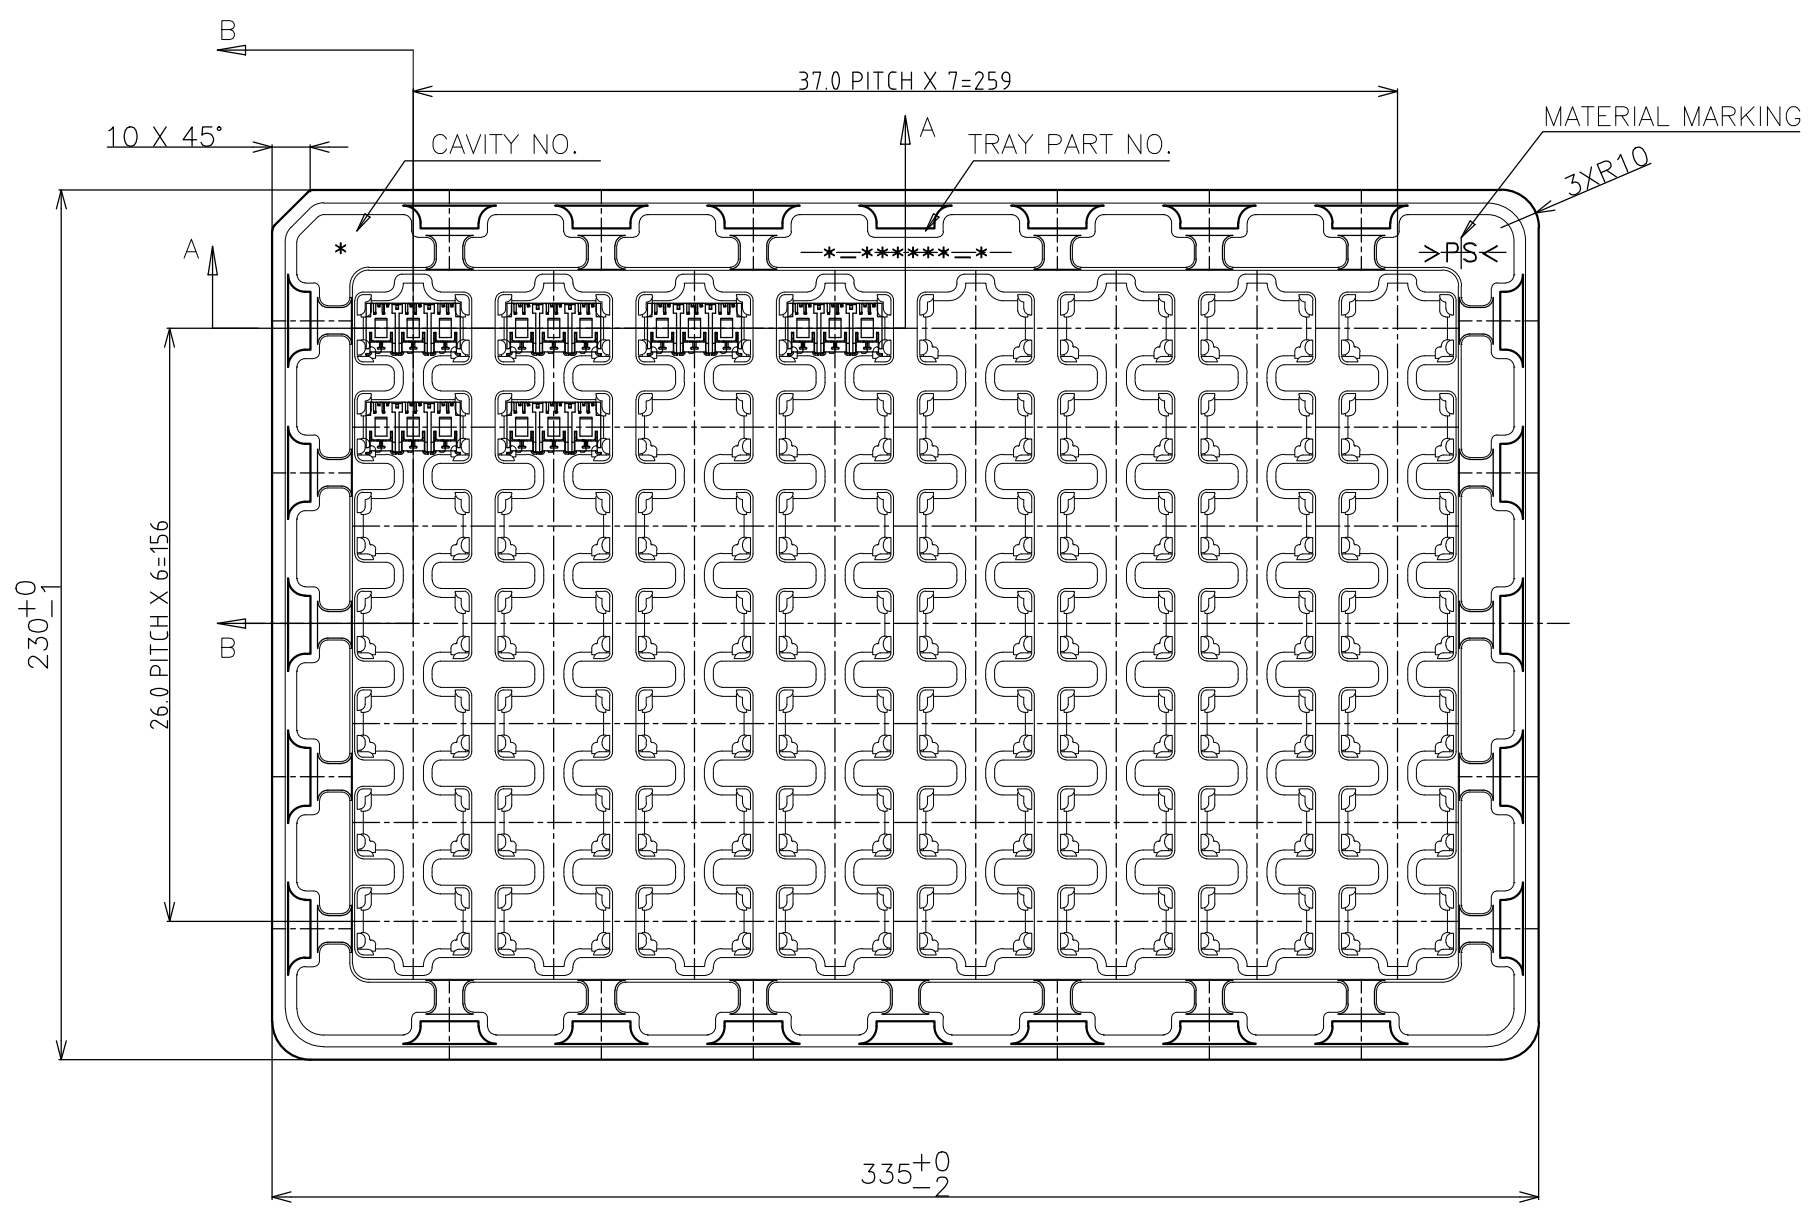 B
37.0 PITCH X 7=259
MATERIAL MARKING
10 X 45°
CAVITY NO.
A
TRAY PART NO.
3XR10
A
*
*_******_*
>PS<
26.0 PITCH X 6=156
230 +0 -1
B
335 +0 -2